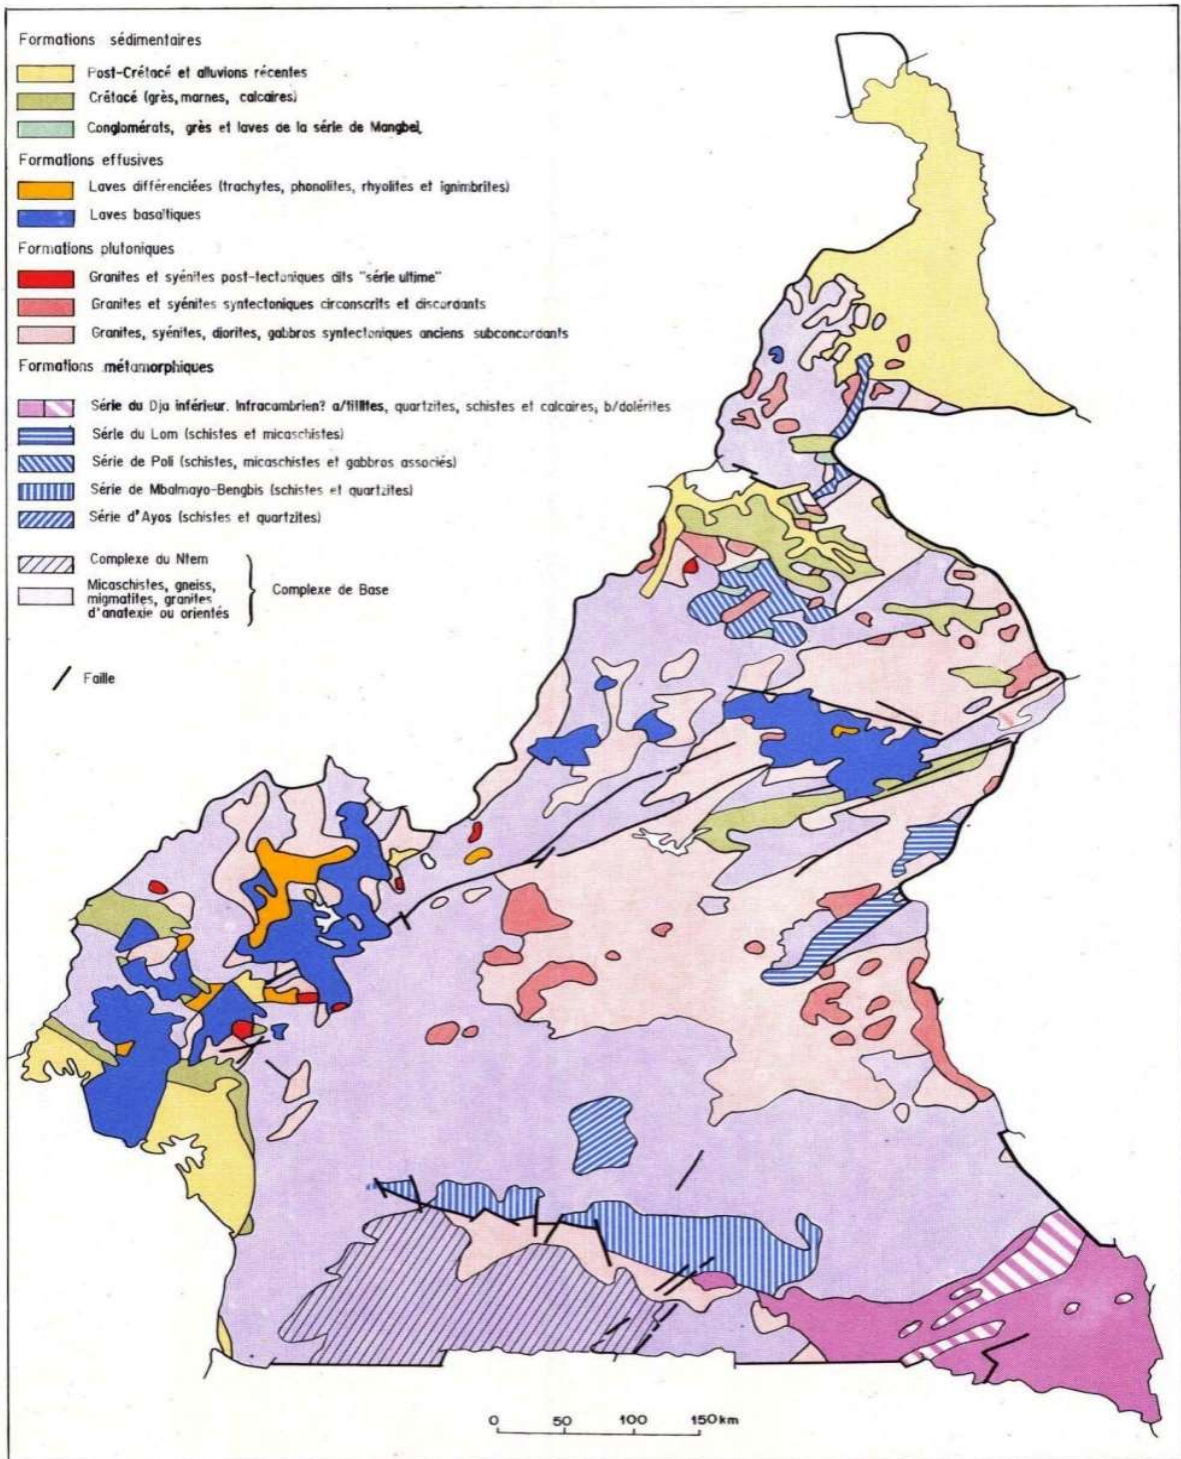 Formations sédimentaires
Post-Crétacé et alluvions récentes
Crétacé (grès, marnes, calcaires)
Conglomérats, grès et laves de la série de Mangbei,
Formations effusives
Laves différenciées (trachytes, phonolites, rhyolites et ignimbrites)
Laves basaltiques
Formations plutoniques
Granites et syénites post-tectoniques dits "série ultime"
Granites et syénites syntectoniques circonscrits et discordants
Granites, syénites, diorites, gabbros syntectoniques anciens subconcordants
Formations métamorphiques
Série du Dja inférieur. Infracambrien? a/tillites, quartzites, schistes et calcaires, b/dolérites
Série du Lom (schistes et micaschistes)
Série de Poli (schistes, micaschistes et gabbros associés)
Série de Mbalmayo-Bengbis (schistes et quartzites)
Série d'Ayos (schistes et quartzites)
Complexe du Ntem
Micaschistes, gneiss,
migmatites, granites
d'anatexie ou orientés
Complexe de Base
Faille
0 50 100 150 km